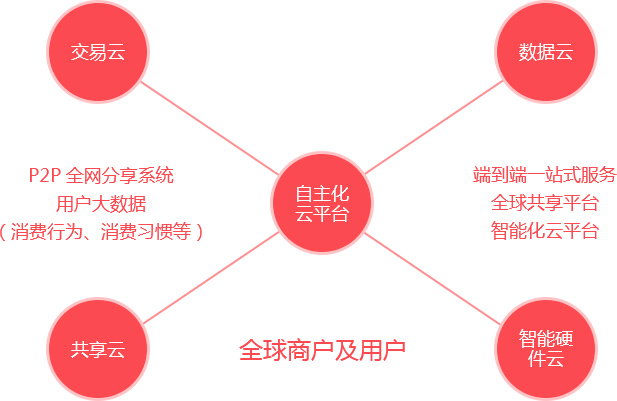 交易云
数据云
P2P 全网分享系统
用户大数据
（消费行为、消费习惯等）
自主化
云平台
端到端一站式服务
全球共享平台
智能化云平台
共享云
全球商户及用户
智能硬
件云